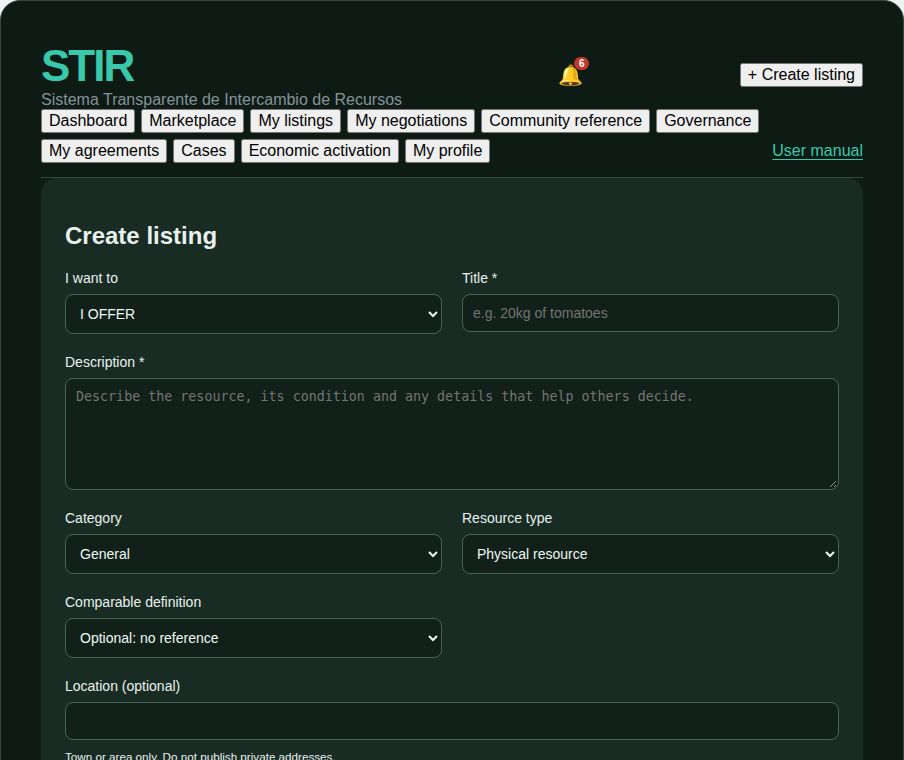 STIR
6
+ Create listing
Sistema Transparente de Intercambio de Recursos
Dashboard Marketplace My listings My negotiations Community reference Governance
My agreements Cases Economic activation My profile User manual
Create listing
I want to Title *
I OFFER e.g. 20kg of tomatoes
Description *
Describe the resource, its condition and any details that help others decide.
Category Resource type
General Physical resource
Comparable definition
Optional: no reference
Location (optional)
Town or area only. Do not publish private addresses.